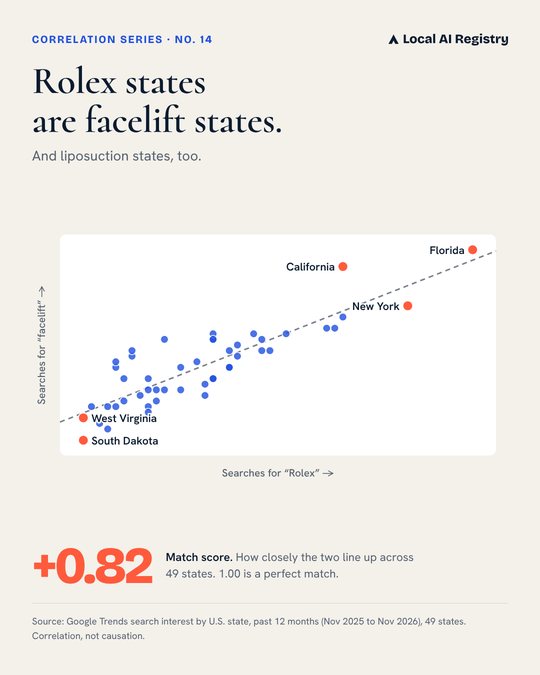 CORRELATION SERIES · NO. 14
Local AI Registry
Rolex states
are facelift states.
And liposuction states, too.
Florida
California
New York
West Virginia
South Dakota
Searches for “facelift” →
Searches for “Rolex” →
+0.82
Match score. How closely the two line up across
49 states. 1.00 is a perfect match.
Source: Google Trends search interest by U.S. state, past 12 months (Nov 2025 to Nov 2026), 49 states.
Correlation, not causation.